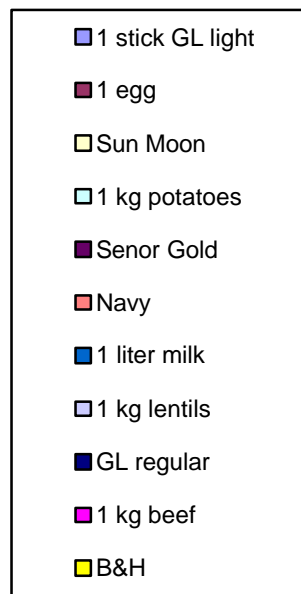 1 stick GL light
1 egg
Sun Moon
1 kg potatoes
Senor Gold
Navy
1 liter milk
1 kg lentils
GL regular
1 kg beef
B&H